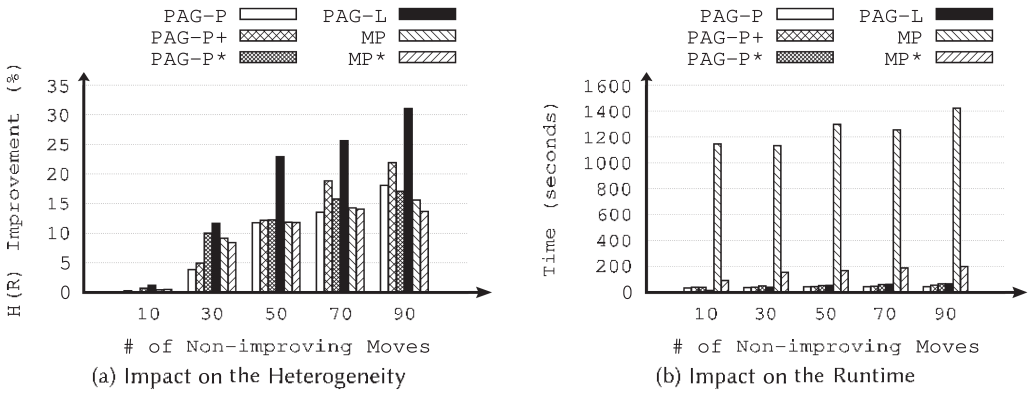 PAG-P PAG-L
PAG-P+ MP
PAG-P* MP*
H(R) Improvement (%)
35
30
25
20
15
10
5
0
10 30 50 70 90
# of Non-improving Moves
(a) Impact on the Heterogeneity
PAG-P PAG-L
PAG-P+ MP
PAG-P* MP*
Time (seconds)
1600
1400
1200
1000
800
600
400
200
0
10 30 50 70 90
# of Non-improving Moves
(b) Impact on the Runtime